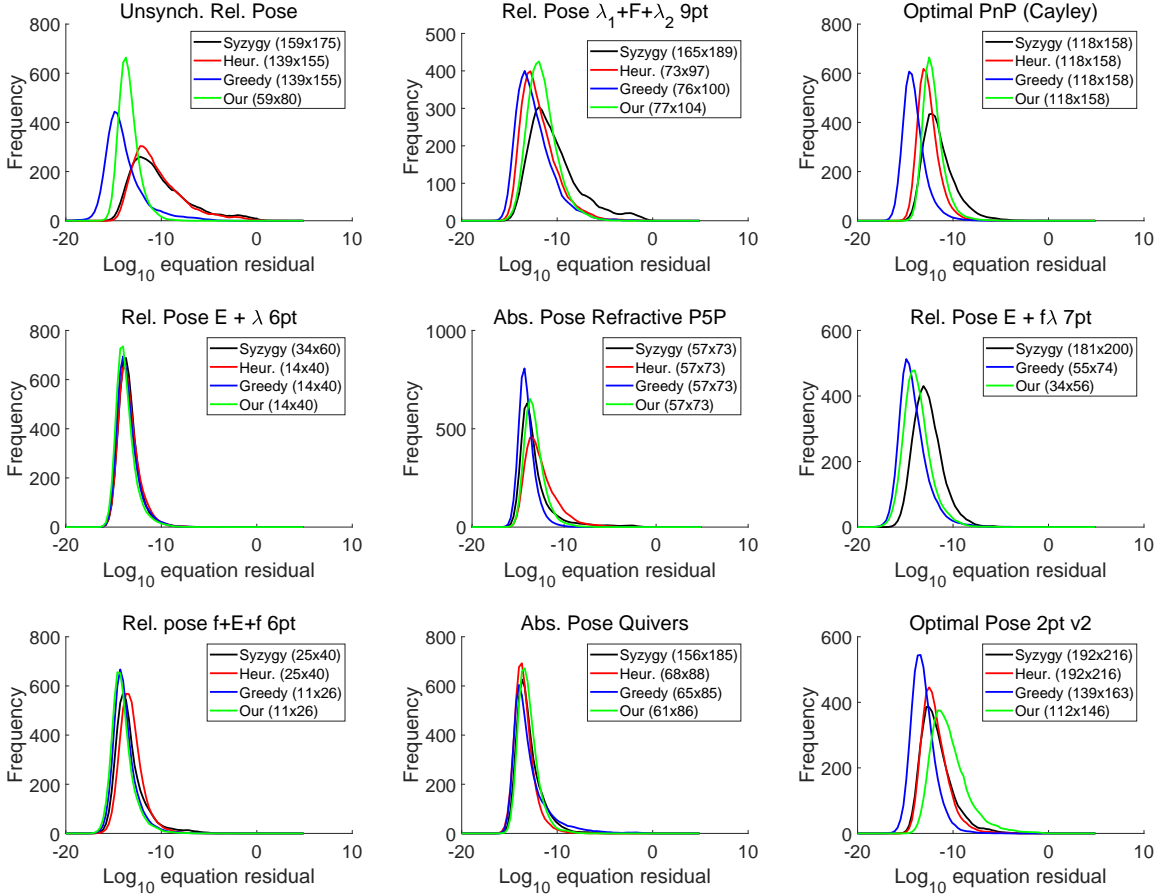 Unsynch. Rel. Pose
800
600
400
200
0
Frequency
Syzygy (159x175)
Heur. (139x155)
Greedy (139x155)
Our (59x80)
-20 -10 0 10
Log10 equation residual
Rel. Pose λ1+F+λ2 9pt
500
400
300
200
100
0
Frequency
Syzygy (165x189)
Heur. (73x97)
Greedy (76x100)
Our (77x104)
-20 -10 0 10
Log10 equation residual
Optimal PnP (Cayley)
800
600
400
200
0
Frequency
Syzygy (118x158)
Heur. (118x158)
Greedy (118x158)
Our (118x158)
-20 -10 0 10
Log10 equation residual
Rel. Pose E + λ 6pt
800
600
400
200
0
Frequency
Syzygy (34x60)
Heur. (14x40)
Greedy (14x40)
Our (14x40)
-20 -10 0 10
Log10 equation residual
Abs. Pose Refractive P5P
1000
500
0
Frequency
Syzygy (57x73)
Heur. (57x73)
Greedy (57x73)
Our (57x73)
-20 -10 0 10
Log10 equation residual
Rel. Pose E + fλ 7pt
600
400
200
0
Frequency
Syzygy (181x200)
Greedy (55x74)
Our (34x56)
-20 -10 0 10
Log10 equation residual
Rel. pose f+E+f 6pt
800
600
400
200
0
Frequency
Syzygy (25x40)
Heur. (25x40)
Greedy (11x26)
Our (11x26)
-20 -10 0 10
Log10 equation residual
Abs. Pose Quivers
800
600
400
200
0
Frequency
Syzygy (156x185)
Heur. (68x88)
Greedy (65x85)
Our (61x86)
-20 -10 0 10
Log10 equation residual
Optimal Pose 2pt v2
600
400
200
0
Frequency
Syzygy (192x216)
Heur. (192x216)
Greedy (139x163)
Our (112x146)
-20 -10 0 10
Log10 equation residual